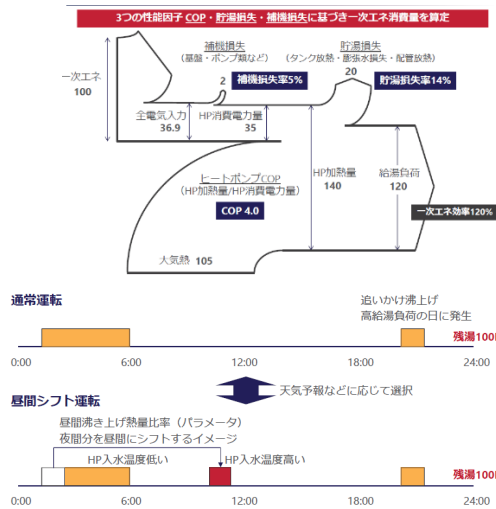 3つの性能因子 COP・貯湯損失・補機損失に基づき一次エネ消費量を算定
補機損失
(基盤・ポンプ類など)
貯湯損失
(タンク放熱・膨張水損失・配管放熱)
一次エネ
100
2
補機損失率5%
20
貯湯損失率14%
全電気入力
36.9
HP消費電力量
35
ヒートポンプCOP
(HP加熱量/HP消費電力量)
COP 4.0
HP加熱量
140
給湯負荷
120
一次エネ効率120%
大気熱 105
通常運転
追いかけ沸上げ
高給湯負荷の日に発生
残湯100
0:00 6:00 12:00 18:00 24:00
天気予報などに応じて選択
昼間シフト運転
昼間沸き上げ熱量比率(パラメータ)
夜間分を昼間にシフトするイメージ
HP入水温度低い HP入水温度高い
残湯100
0:00 6:00 12:00 18:00 24:00